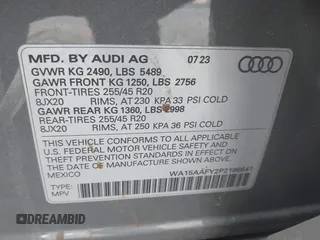 MFD. BY AUDI AG 07/23
GVWR KG 2490, LBS 5489
GAWR FRONT KG 1250, LBS 2756
FRONT-TIRES 255/45 R20
8JX20 RIMS, AT 230 KPA 33 PSI COLD
GAWR REAR KG 1360, LBS 2998
REAR-TIRES 255/45 R20
8JX20 RIMS, AT 250 KPA 36 PSI COLD
THIS VEHICLE CONFORMS TO ALL APPLICABLE
U.S. FEDERAL MOTOR VEHICLE SAFETY
AND THEFT PREVENTION STANDARDS IN EFFECT ON
THE DATE OF MANUFACTURE SHOWN ABOVE.
MEXICO
TYPE:
MPV
DREAMBID